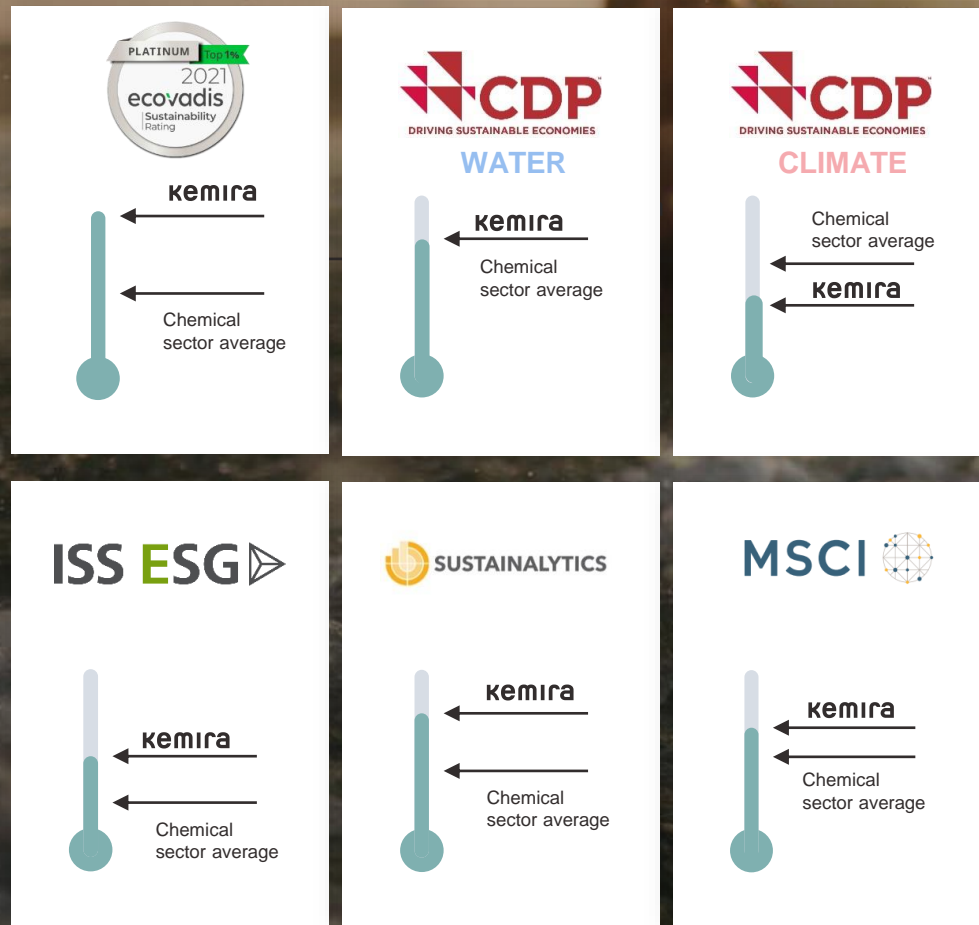 PLATINUM Top 1%
2021
ecovadis
Sustainability
Rating
kemira
Chemical
sector average
CDP
DRIVING SUSTAINABLE ECONOMIES
WATER
kemira
Chemical
sector average
CDP
DRIVING SUSTAINABLE ECONOMIES
CLIMATE
Chemical
sector average
kemira
ISS ESG
kemira
Chemical
sector average
SUSTAINALYTICS
kemira
Chemical
sector average
MSCI
kemira
Chemical
sector average